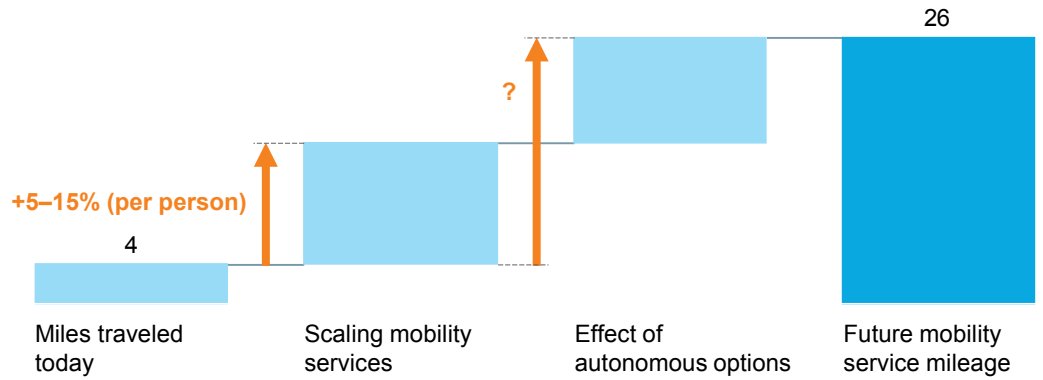 26
?
+5–15% (per person)
4
Miles traveled
today
Scaling mobility
services
Effect of
autonomous options
Future mobility
service mileage